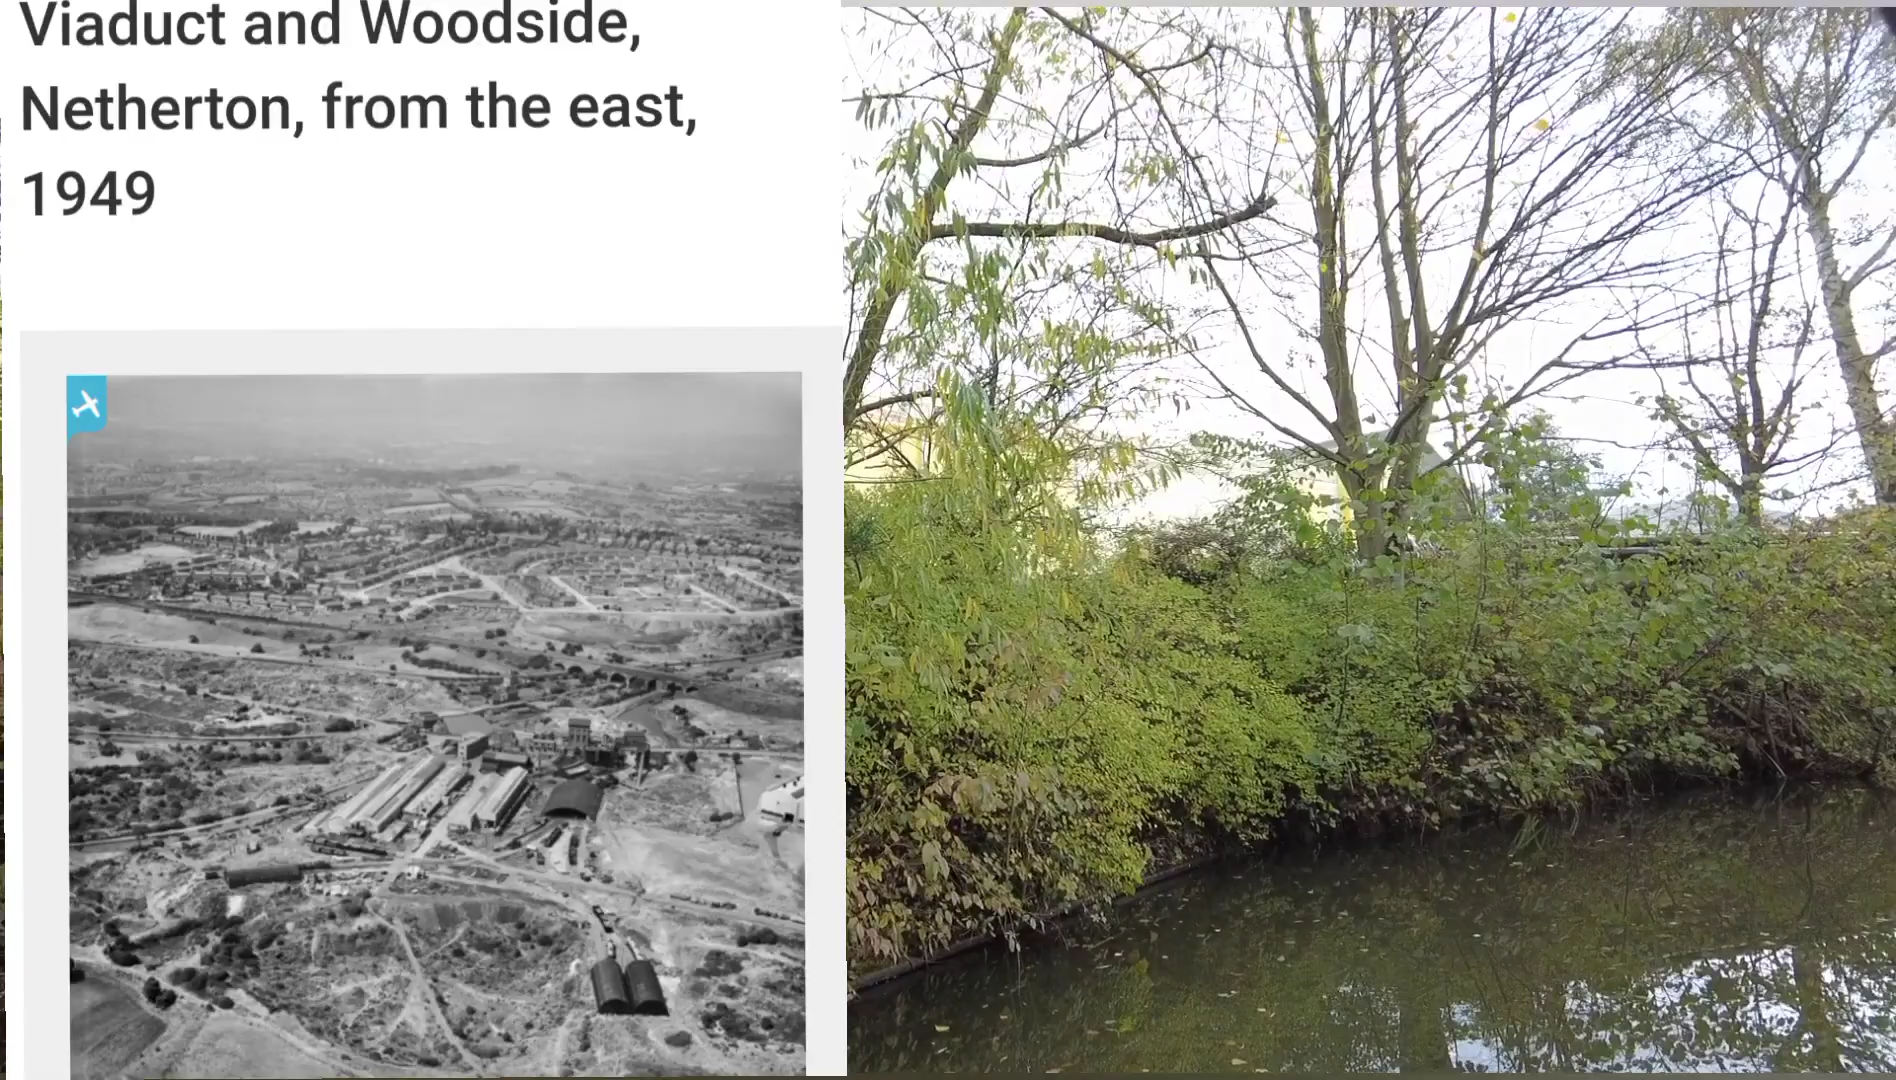 Viaduct and Woodside,
Netherton, from the east,
1949